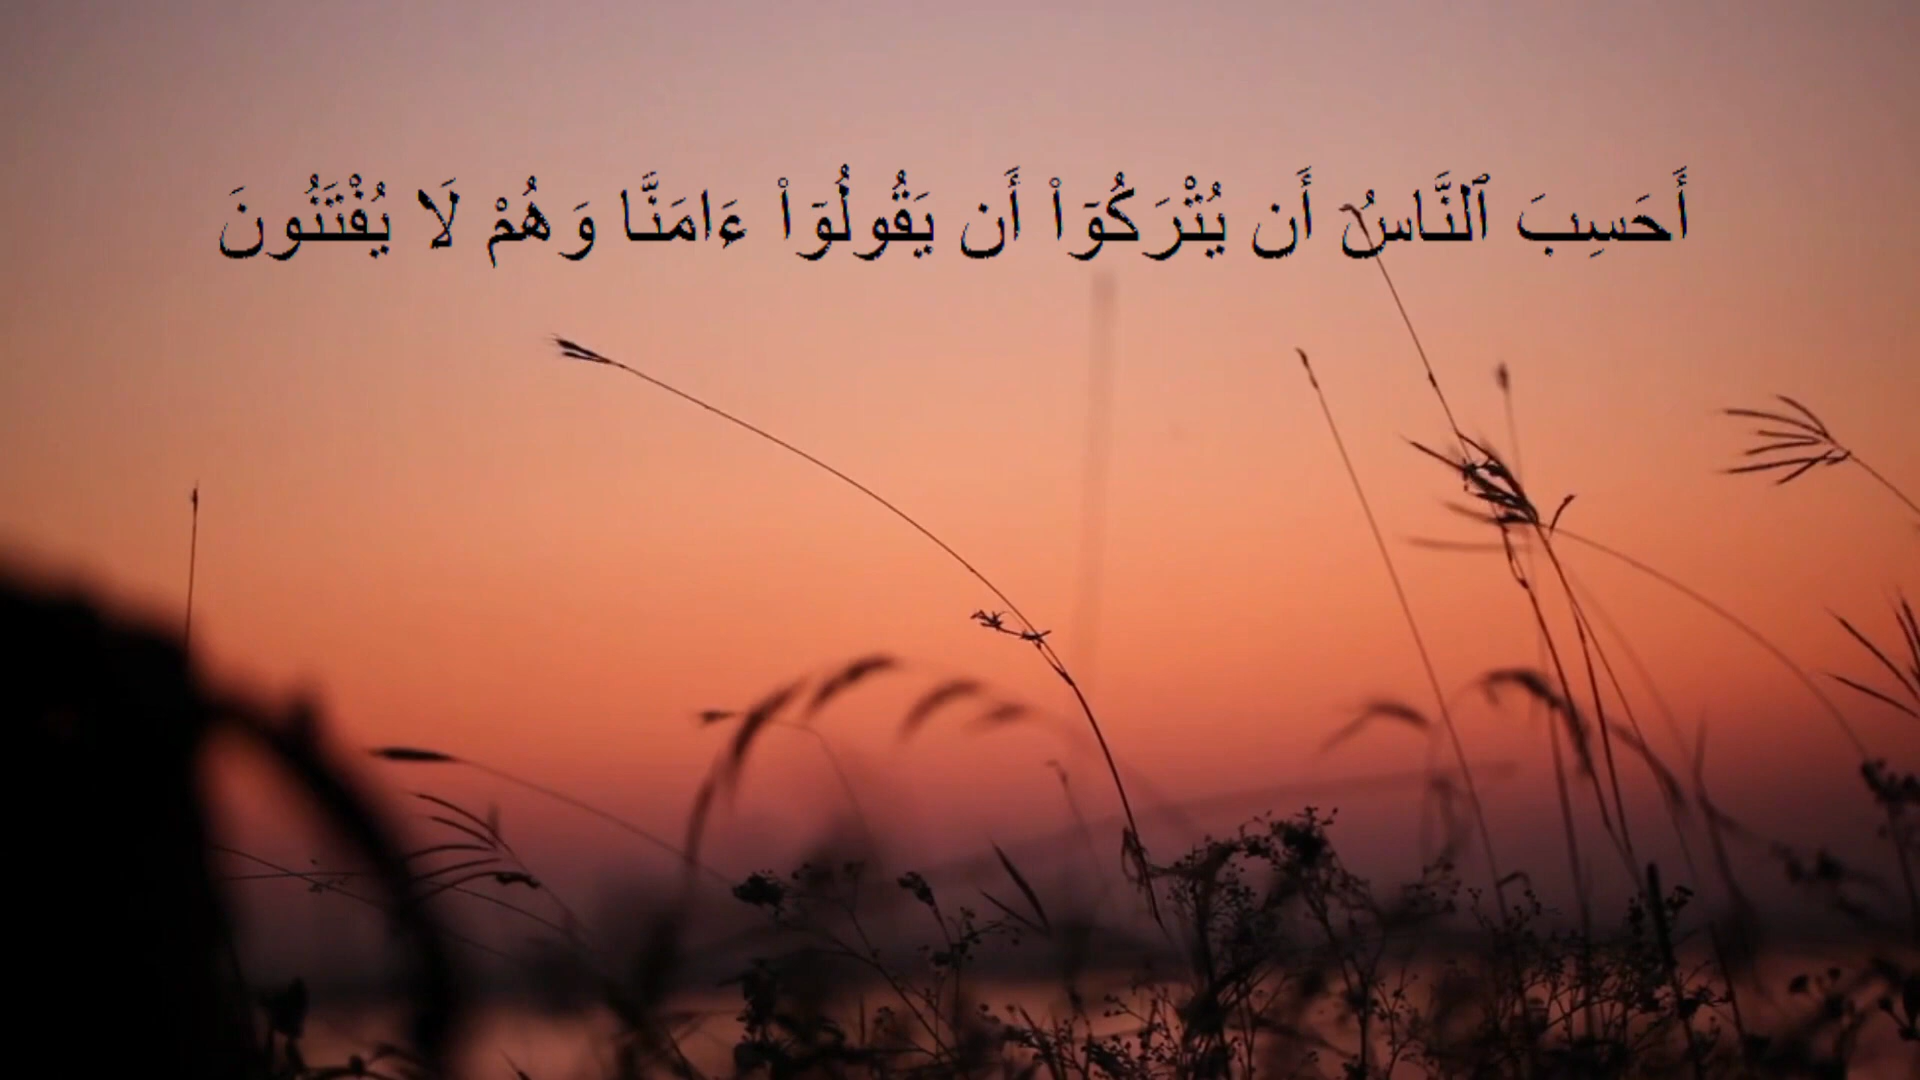 أَحَسِبَ ٱلنَّاسُ أَن يُتْرَكُوٓا۟ أَن يَقُولُوٓا۟ ءَامَنَّا وَهُمْ لَا يُفْتَنُونَ